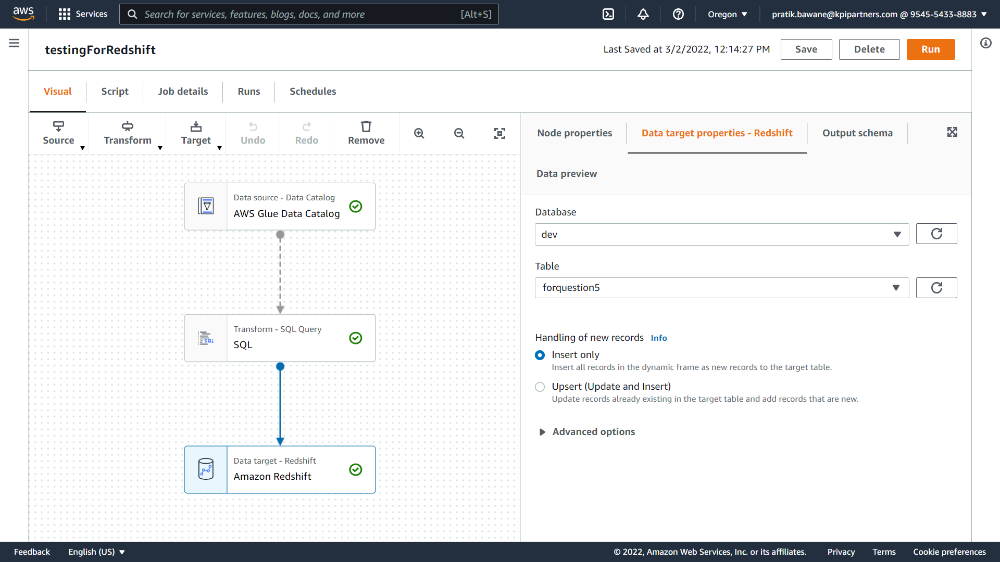 aws
Services
Search for services, features, blogs, docs, and more
[Alt+S]
Oregon
pratik.bawane@kpipartners.com @ 9545-5433-8883
testingForRedshift
Last Saved at 3/2/2022, 12:14:27 PM
Save
Delete
Run
Visual
Script
Job details
Runs
Schedules
Source
Transform
Target
Undo
Redo
Remove
Node properties
Data target properties - Redshift
Output schema
Data preview
Data source - Data Catalog
AWS Glue Data Catalog
Transform - SQL Query
SQL
SQL
Data target - Redshift
Amazon Redshift
Database
dev
Table
forquestion5
Handling of new records Info
Insert only
Insert all records in the dynamic frame as new records to the target table.
Upsert (Update and Insert)
Update records already existing in the target table and add records that are new.
Advanced options
Feedback
English (US)
© 2022, Amazon Web Services, Inc. or its affiliates.
Privacy
Terms
Cookie preferences